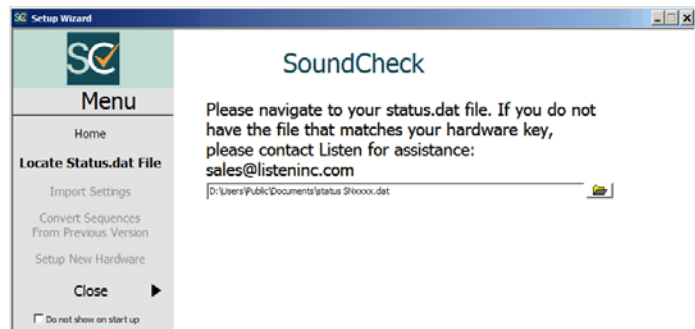 SC Setup Wizard
SC
Menu
Home
Locate Status.dat File
Import Settings
Convert Sequences
From Previous Version
Setup New Hardware
Close
Do not show on start up
SoundCheck
Please navigate to your status.dat file. If you do not
have the file that matches your hardware key,
please contact Listen for assistance:
sales@listeninc.com
D:\Users\Public\Documents\status SNxxxx.dat